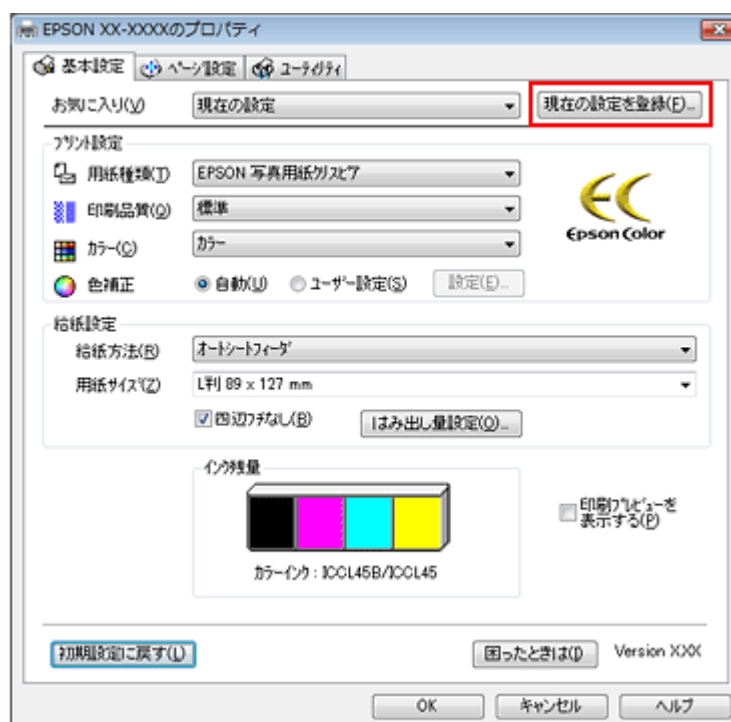 EPSON XX-XXXXのプロパティ
基本設定 ページ設定 ユーティリティ
お気に入り(V) 現在の設定 現在の設定を登録(F)...
プリント設定
用紙種類(T) EPSON 写真用紙クリスピア
印刷品質(Q) 標準
カラー(C) カラー
Epson Color
色補正 自動(U) ユーザー設定(S) 設定(E)...
給紙設定
給紙方法(R) オートシートフィーダ
用紙サイズ(Z) L判 89 x 127 mm
四辺フチなし(B) はみ出し量設定(O)...
インク残量
印刷プレビューを
表示する(P)
カラーインク : ICCL45B/ICCL45
初期設定に戻す(L) 困ったときは(I) Version X.XX
OK キャンセル ヘルプ